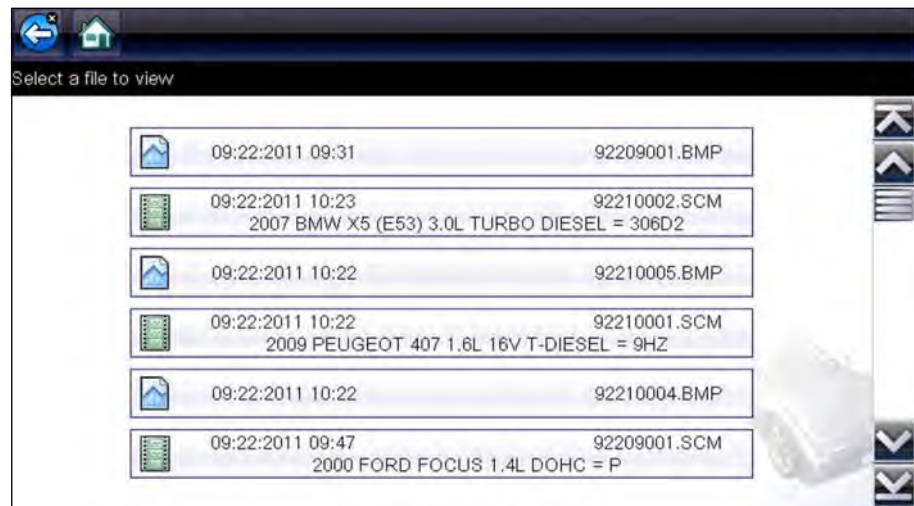 Select a file to view
09:22:2011 09:31 92209001.BMP
09:22:2011 10:23 92210002.SCM
2007 BMW X5 (E53) 3.0L TURBO DIESEL = 306D2
09:22:2011 10:22 92210005.BMP
09:22:2011 10:22 92210001.SCM
2009 PEUGEOT 407 1.6L 16V T-DIESEL = 9HZ
09:22:2011 10:22 92210004.BMP
09:22:2011 09:47 92209001.SCM
2000 FORD FOCUS 1.4L DOHC = P